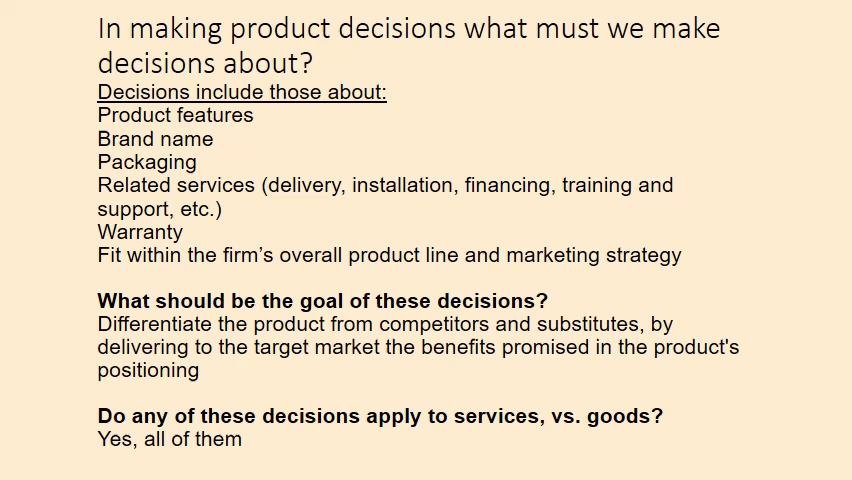 In making product decisions what must we make
decisions about?
Decisions include those about:
Product features
Brand name
Packaging
Related services (delivery, installation, financing, training and
support, etc.)
Warranty
Fit within the firm’s overall product line and marketing strategy
What should be the goal of these decisions?
Differentiate the product from competitors and substitutes, by
delivering to the target market the benefits promised in the product's
positioning
Do any of these decisions apply to services, vs. goods?
Yes, all of them